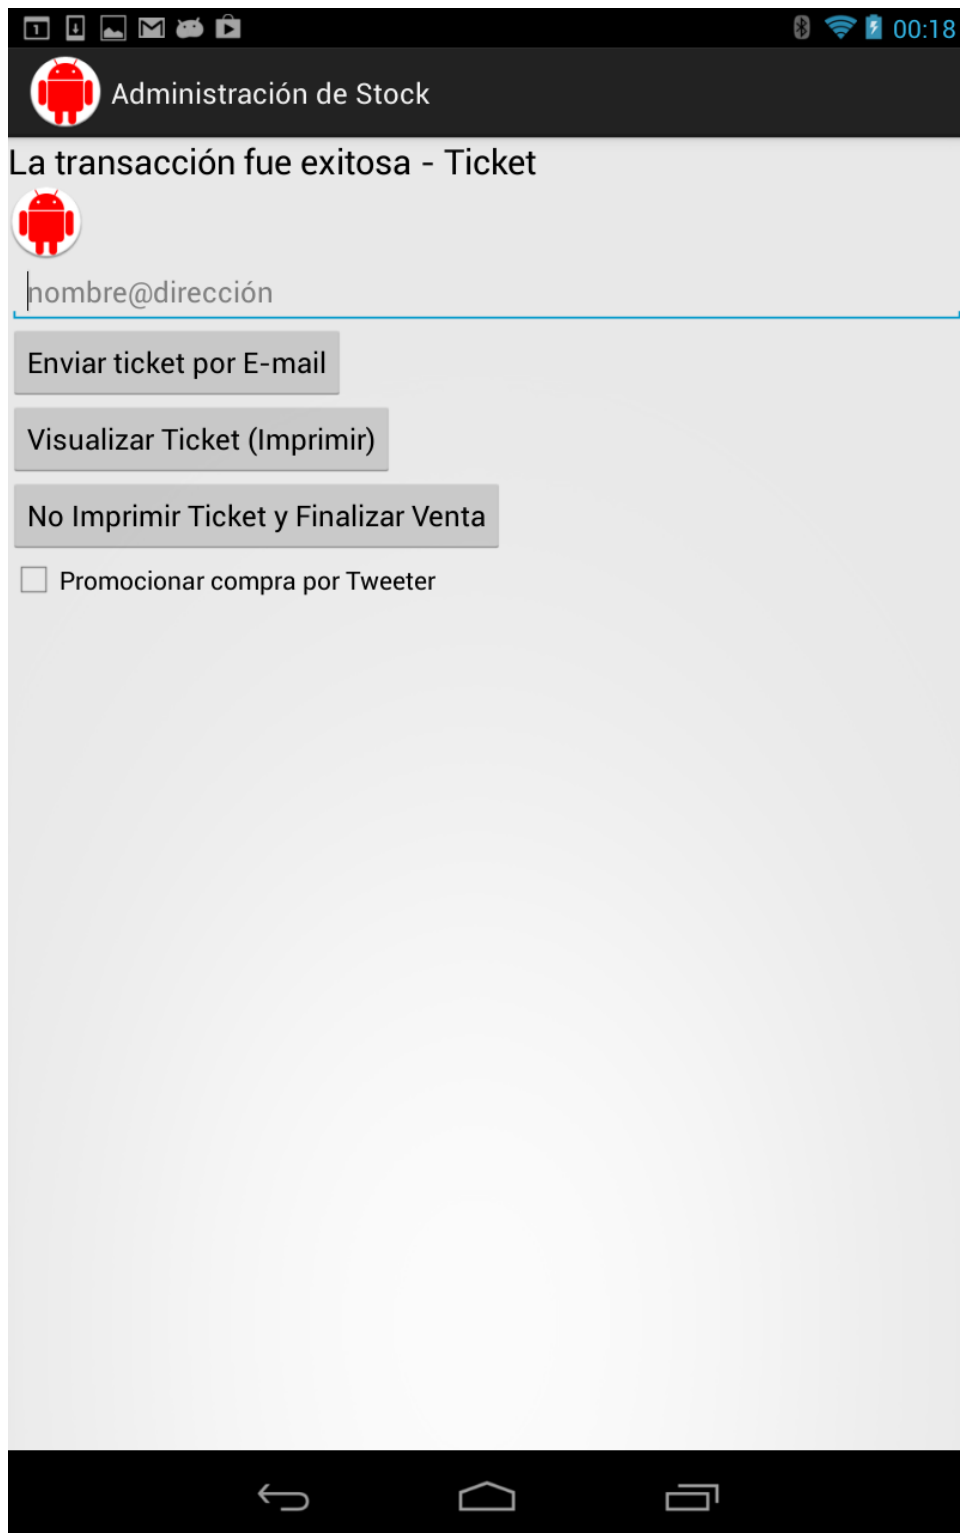 1
00:18
Administración de Stock
La transacción fue exitosa - Ticket
nombre@dirección
Enviar ticket por E-mail
Visualizar Ticket (Imprimir)
No Imprimir Ticket y Finalizar Venta
Promocionar compra por Tweeter